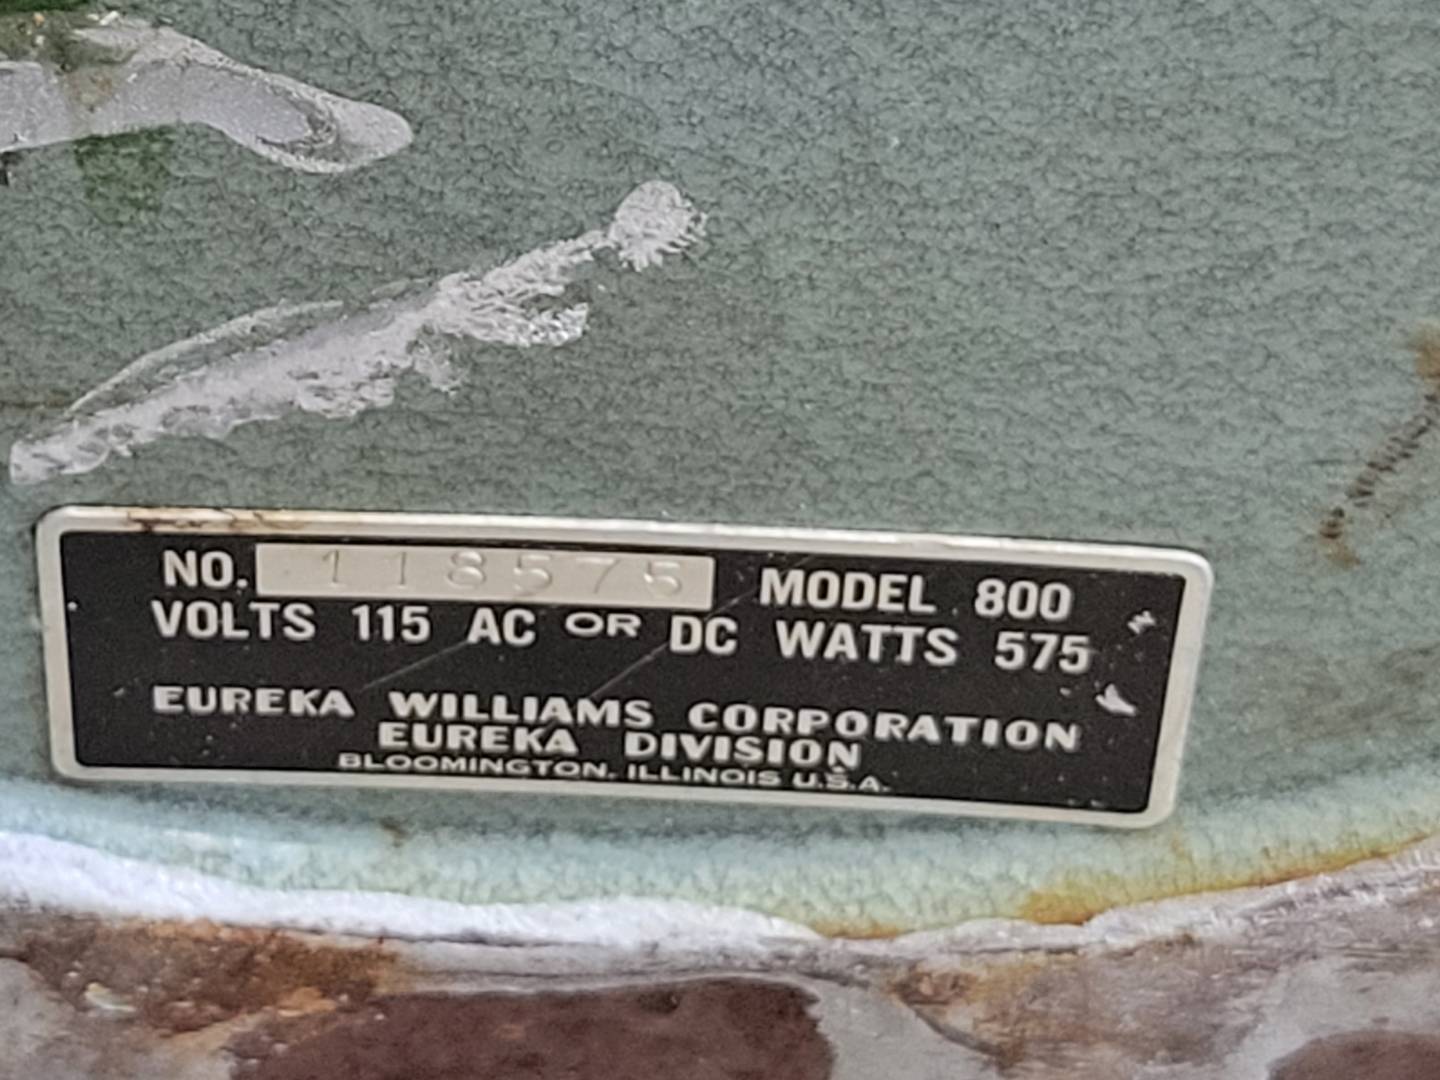 NO. 118575 MODEL 800
VOLTS 115 AC OR DC WATTS 575
EUREKA WILLIAMS CORPORATION
EUREKA DIVISION
BLOOMINGTON, ILLINOIS U.S.A.